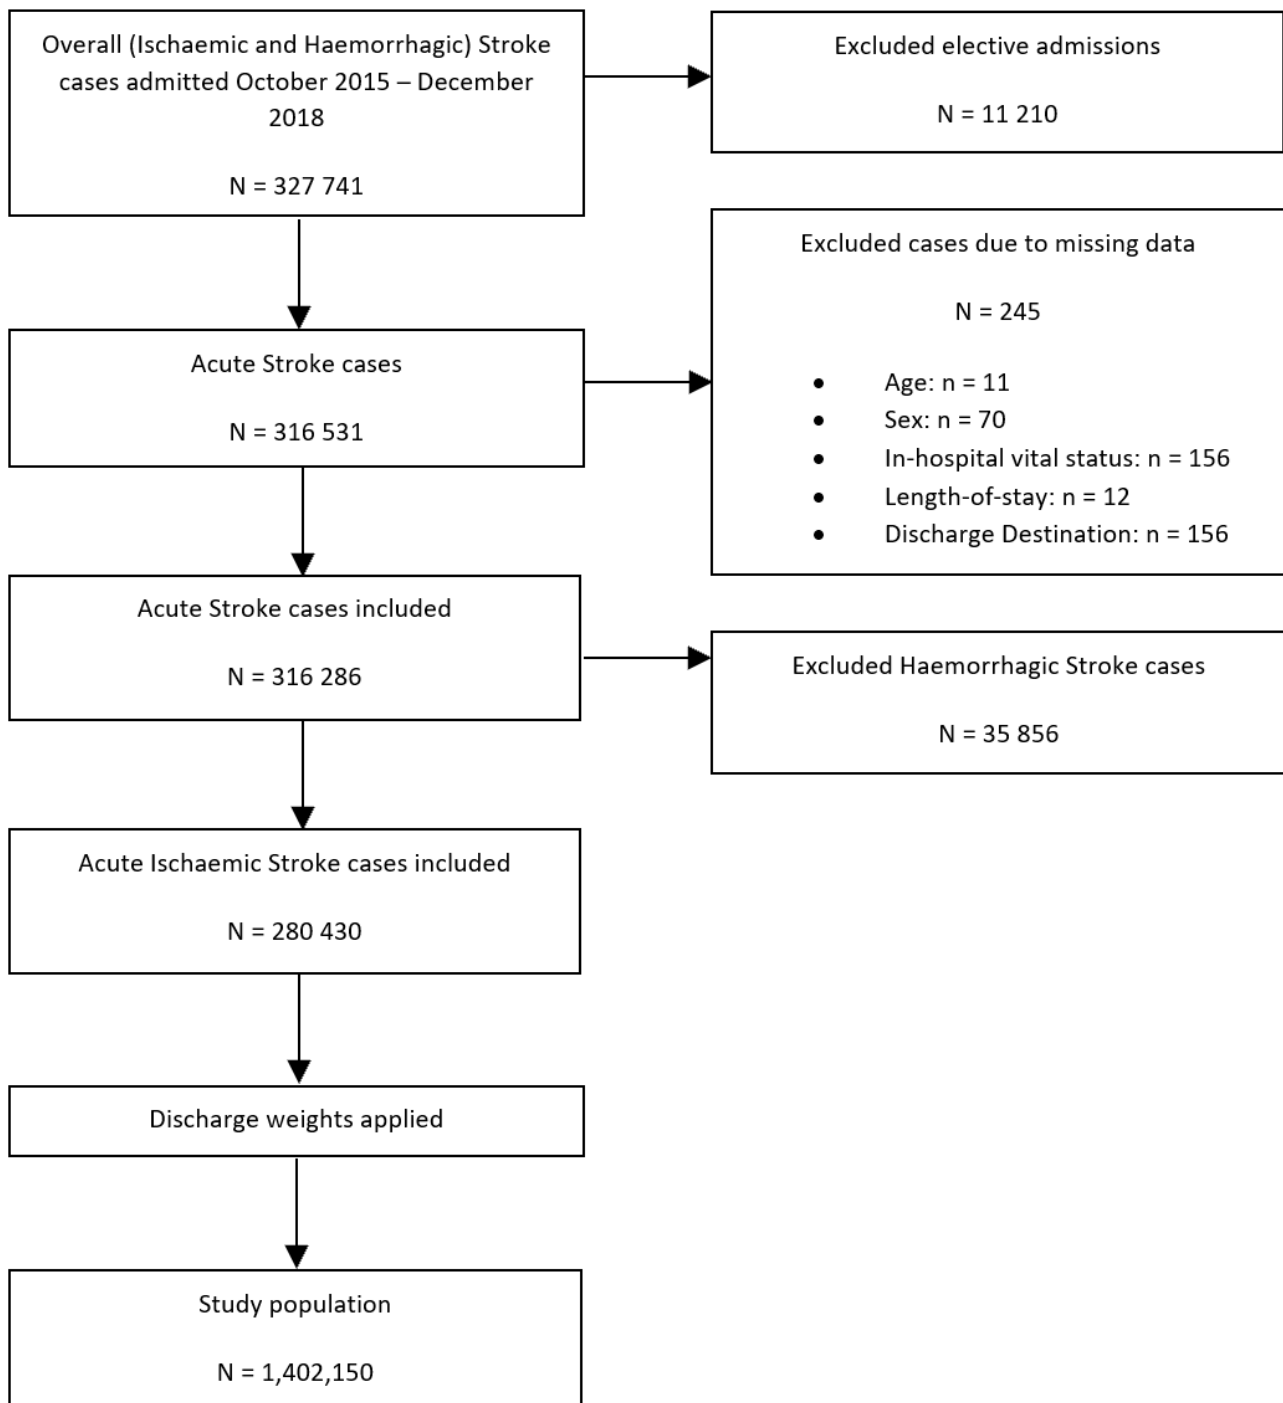 Overall (Ischaemic and Haemorrhagic) Stroke
cases admitted October 2015 – December
2018
N = 327 741
Excluded elective admissions
N = 11 210
Acute Stroke cases
N = 316 531
Excluded cases due to missing data
N = 245
• Age: n = 11
• Sex: n = 70
• In-hospital vital status: n = 156
• Length-of-stay: n = 12
• Discharge Destination: n = 156
Acute Stroke cases included
N = 316 286
Excluded Haemorrhagic Stroke cases
N = 35 856
Acute Ischaemic Stroke cases included
N = 280 430
Discharge weights applied
Study population
N = 1,402,150